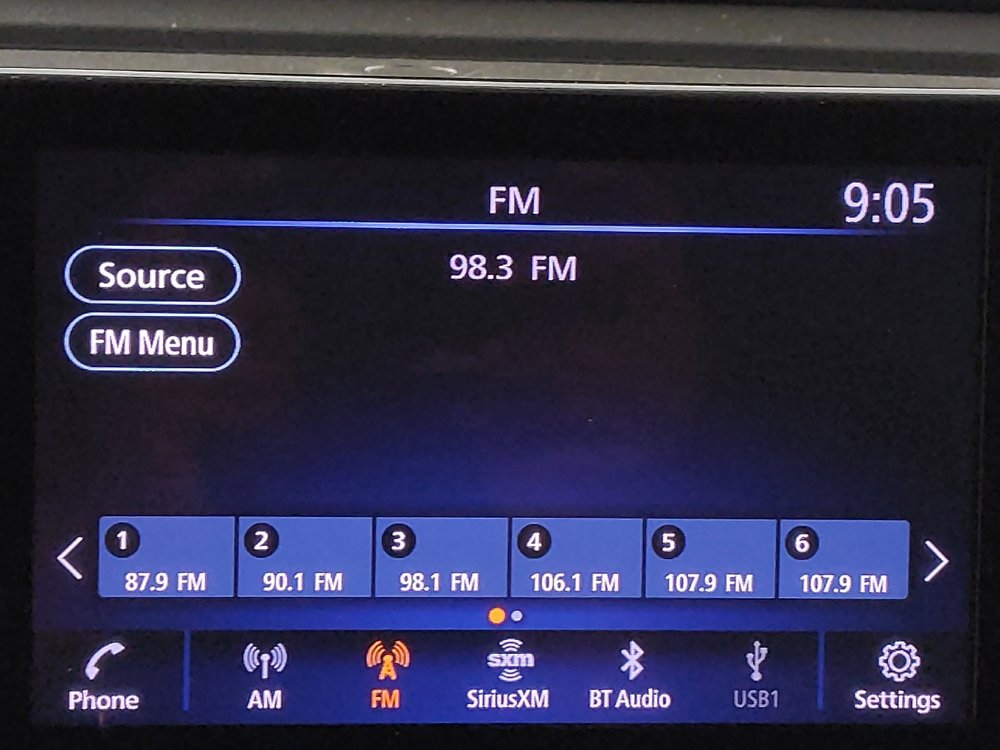 FM
9:05
Source
98.3 FM
FM Menu
1 2 3 4 5 6
87.9 FM 90.1 FM 98.1 FM 106.1 FM 107.9 FM 107.9 FM
sxm
Phone AM FM SiriusXM BT Audio USB1 Settings